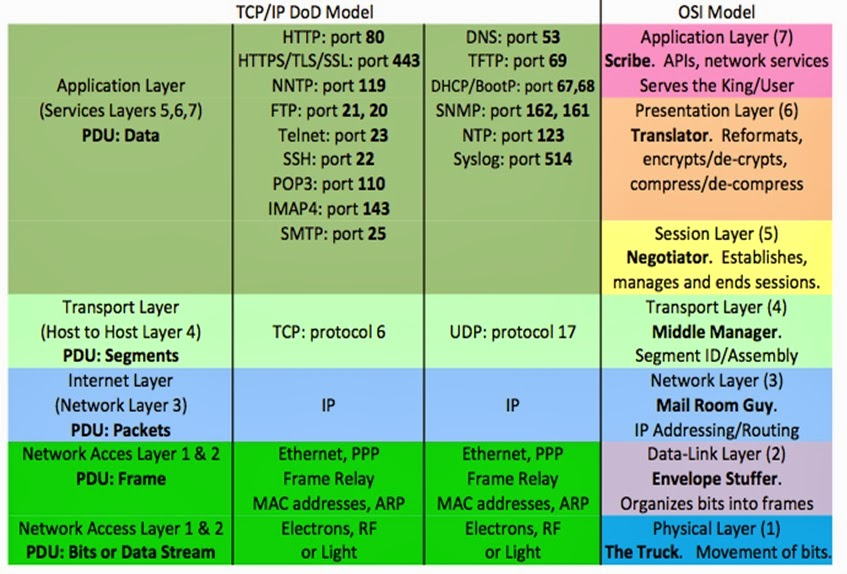 TCP/IP DoD Model
OSI Model
Application Layer
(Services Layers 5,6,7)
PDU: Data
HTTP: port 80
HTTPS/TLS/SSL: port 443
NNTP: port 119
FTP: port 21, 20
Telnet: port 23
SSH: port 22
POP3: port 110
IMAP4: port 143
SMTP: port 25
DNS: port 53
TFTP: port 69
DHCP/BootP: port 67,68
SNMP: port 162, 161
NTP: port 123
Syslog: port 514
Application Layer (7)
Scribe. APIs, network services
Serves the King/User
Presentation Layer (6)
Translator. Reformats,
encrypts/de-crypts,
compress/de-compress
Session Layer (5)
Negotiator. Establishes,
manages and ends sessions.
Transport Layer
(Host to Host Layer 4)
PDU: Segments
TCP: protocol 6
UDP: protocol 17
Transport Layer (4)
Middle Manager.
Segment ID/Assembly
Internet Layer
(Network Layer 3)
PDU: Packets
IP
IP
Network Layer (3)
Mail Room Guy.
IP Addressing/Routing
Network Acces Layer 1 & 2
PDU: Frame
Ethernet, PPP
Frame Relay
MAC addresses, ARP
Ethernet, PPP
Frame Relay
MAC addresses, ARP
Data-Link Layer (2)
Envelope Stuffer.
Organizes bits into frames
Network Access Layer 1 & 2
PDU: Bits or Data Stream
Electrons, RF
or Light
Electrons, RF
or Light
Physical Layer (1)
The Truck. Movement of bits.